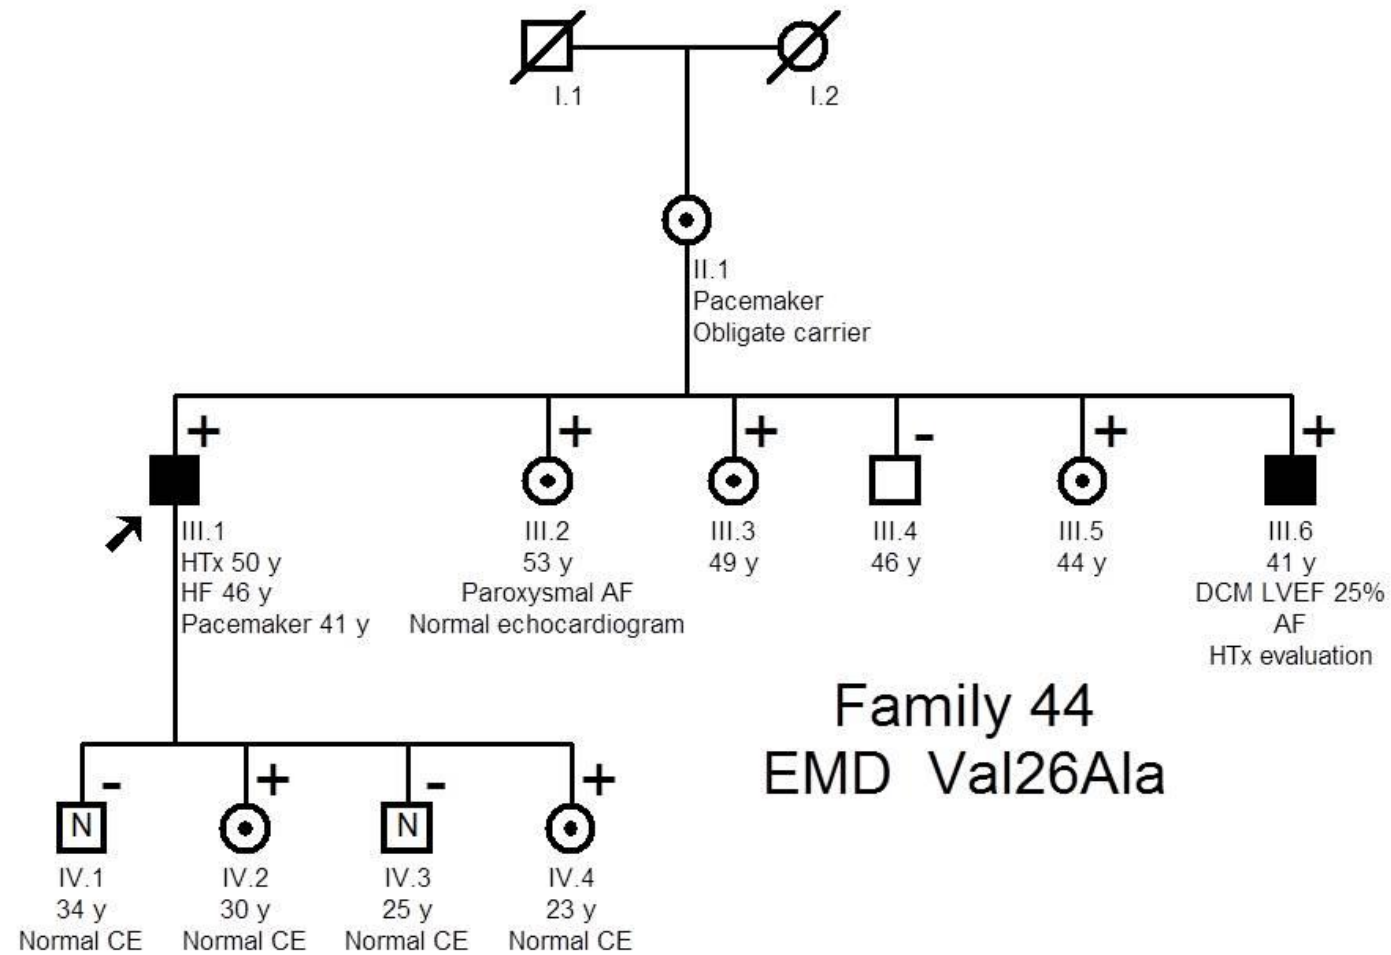 I.1
I.2
II.1
Pacemaker
Obligate carrier
+ + + - + +
III.1
HTx 50 y
HF 46 y
Pacemaker 41 y
III.2
53 y
Paroxysmal AF
Normal echocardiogram
III.3
49 y
III.4
46 y
III.5
44 y
III.6
41 y
DCM LVEF 25%
AF
HTx evaluation
Family 44
EMD Val26Ala
- + - +
N
IV.1
34 y
Normal CE
IV.2
30 y
Normal CE
N
IV.3
25 y
Normal CE
IV.4
23 y
Normal CE